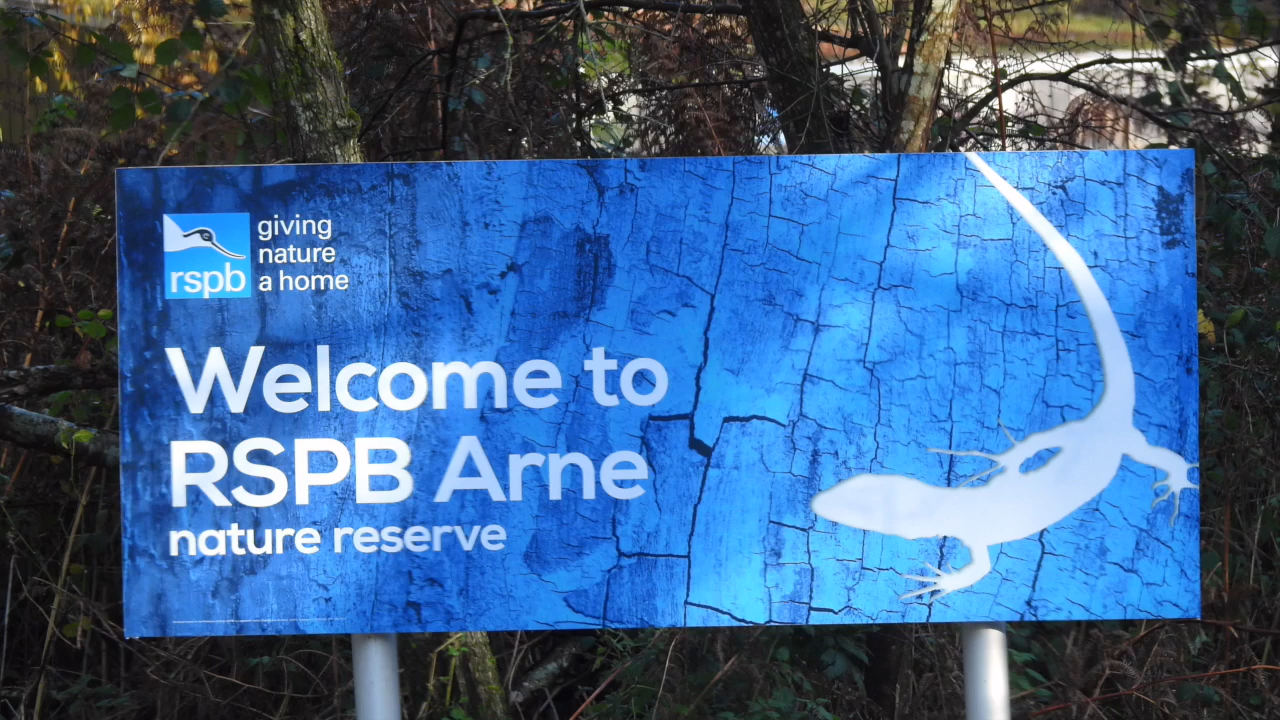 giving
nature
a home
rspb
Welcome to
RSPB Arne
nature reserve